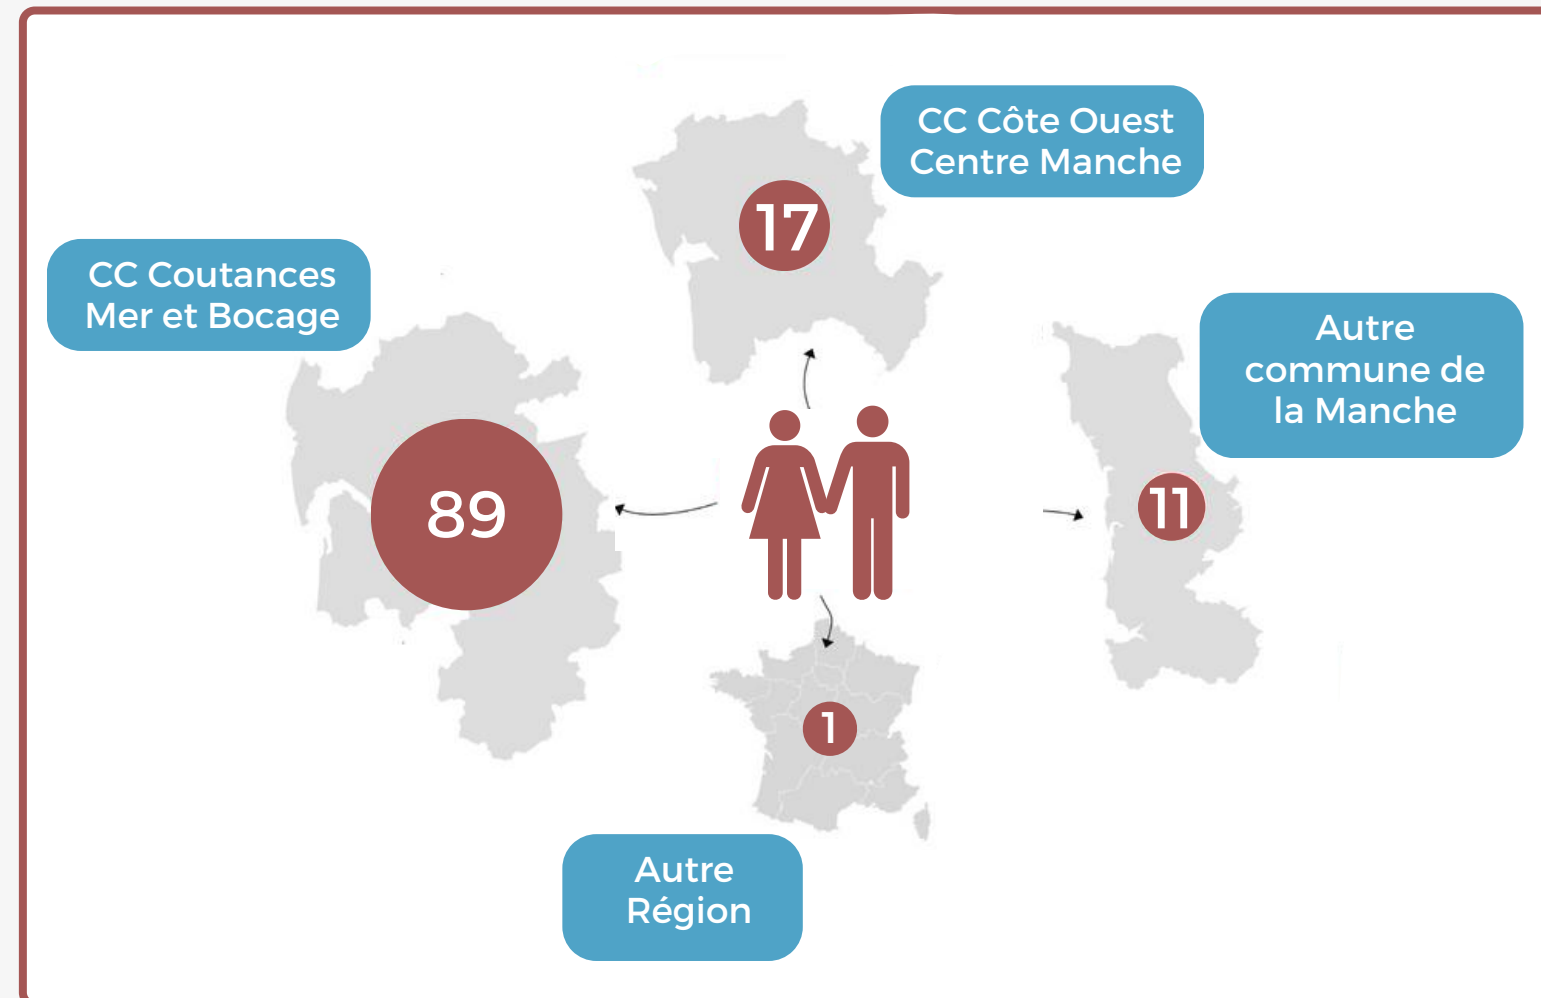 CC Côte Ouest
Centre Manche
17
CC Coutances
Mer et Bocage
89
Autre
commune de
la Manche
11
1
Autre
Région